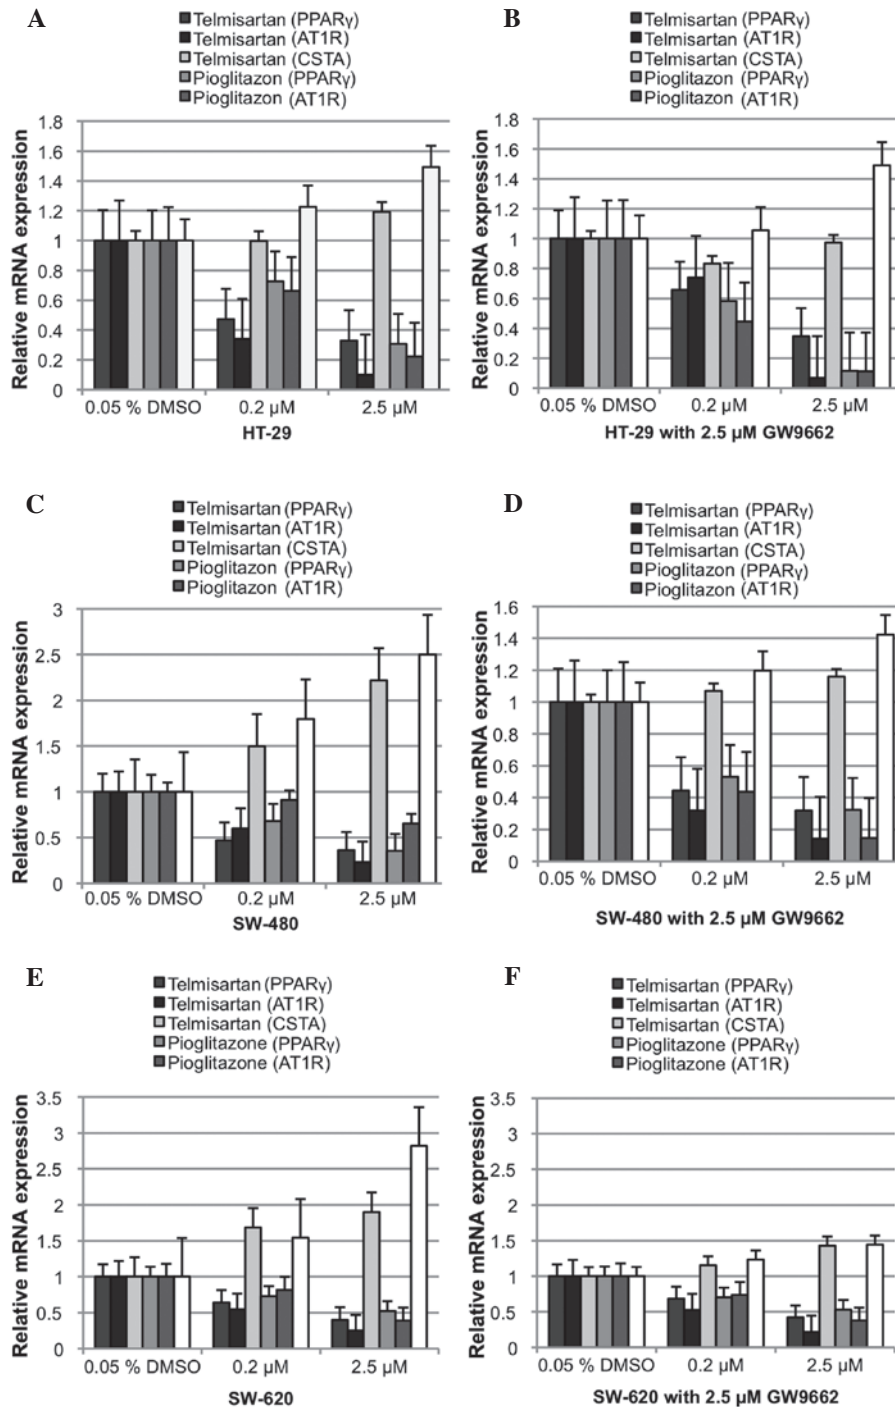 A
Telmisartan (PPARγ)
Telmisartan (AT1R)
Telmisartan (CSTA)
Pioglitazon (PPARγ)
Pioglitazon (AT1R)
Relative mRNA expression
1.8
1.6
1.4
1.2
1
0.8
0.6
0.4
0.2
0
0.05 % DMSO 0.2 µM 2.5 µM
HT-29
B
Telmisartan (PPARγ)
Telmisartan (AT1R)
Telmisartan (CSTA)
Pioglitazon (PPARγ)
Pioglitazon (AT1R)
Relative mRNA expression
1.8
1.6
1.4
1.2
1
0.8
0.6
0.4
0.2
0
0.05 % DMSO 0.2 µM 2.5 µM
HT-29 with 2.5 µM GW9662
C
Telmisartan (PPARγ)
Telmisartan (AT1R)
Telmisartan (CSTA)
Pioglitazon (PPARγ)
Pioglitazon (AT1R)
Relative mRNA expression
3
2.5
2
1.5
1
0.5
0
0.05 % DMSO 0.2 µM 2.5 µM
SW-480
D
Telmisartan (PPARγ)
Telmisartan (AT1R)
Telmisartan (CSTA)
Pioglitazon (PPARγ)
Pioglitazon (AT1R)
Relative mRNA expression
1.6
1.4
1.2
1
0.8
0.6
0.4
0.2
0
0.05 % DMSO 0.2 µM 2.5 µM
SW-480 with 2.5 µM GW9662
E
Telmisartan (PPARγ)
Telmisartan (AT1R)
Telmisartan (CSTA)
Pioglitazone (PPARγ)
Pioglitazone (AT1R)
Relative mRNA expression
3.5
3
2.5
2
1.5
1
0.5
0
0.05 % DMSO 0.2 µM 2.5 µM
SW-620
F
Telmisartan (PPARγ)
Telmisartan (AT1R)
Telmisartan (CSTA)
Pioglitazone (PPARγ)
Pioglitazone (AT1R)
Relative mRNA expression
3.5
3
2.5
2
1.5
1
0.5
0
0.05 % DMSO 0.2 µM 2.5 µM
SW-620 with 2.5 µM GW9662